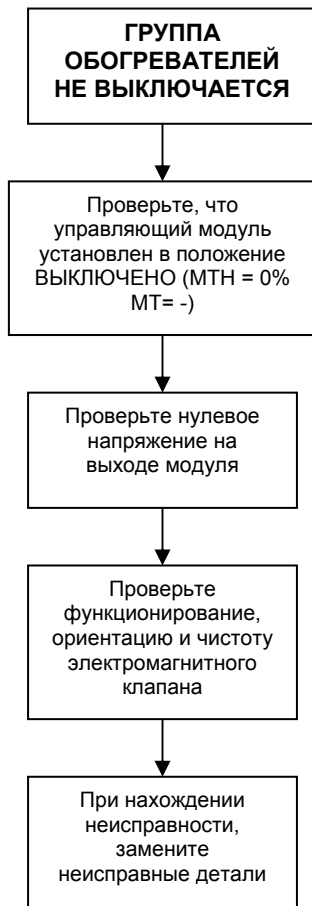 ГРУППА
ОБОГРЕВАТЕЛЕЙ
НЕ ВЫКЛЮЧАЕТСЯ
Проверьте, что
управляющий модуль
установлен в положение
ВЫКЛЮЧЕНО (МТН = 0%
МТ= -)
Проверьте нулевое
напряжение на
выходе модуля
Проверьте
функционирование,
ориентацию и чистоту
электромагнитного
клапана
При нахождении
неисправности,
замените
неисправные детали